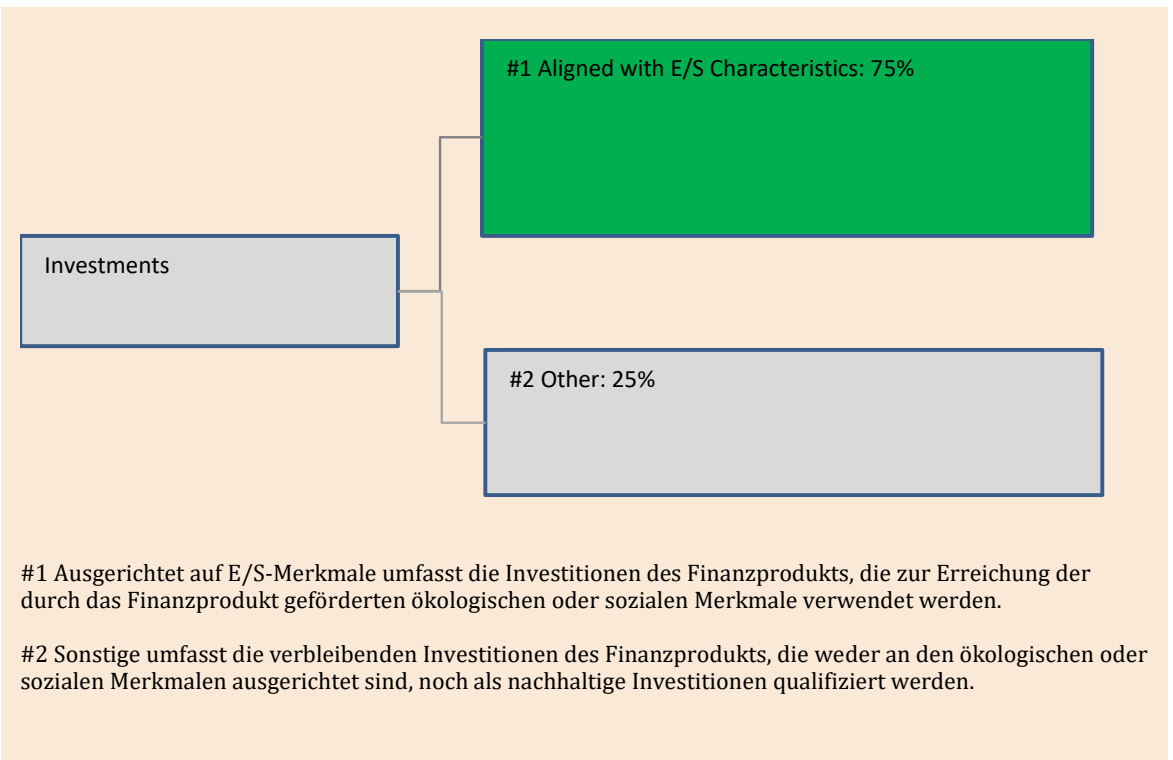 #1 Aligned with E/S Characteristics: 75%
Investments
#2 Other: 25%
#1 Ausgerichtet auf E/S-Merkmale umfasst die Investitionen des Finanzprodukts, die zur Erreichung der
durch das Finanzprodukt geförderten ökologischen oder sozialen Merkmale verwendet werden.
#2 Sonstige umfasst die verbleibenden Investitionen des Finanzprodukts, die weder an den ökologischen oder
sozialen Merkmalen ausgerichtet sind, noch als nachhaltige Investitionen qualifiziert werden.